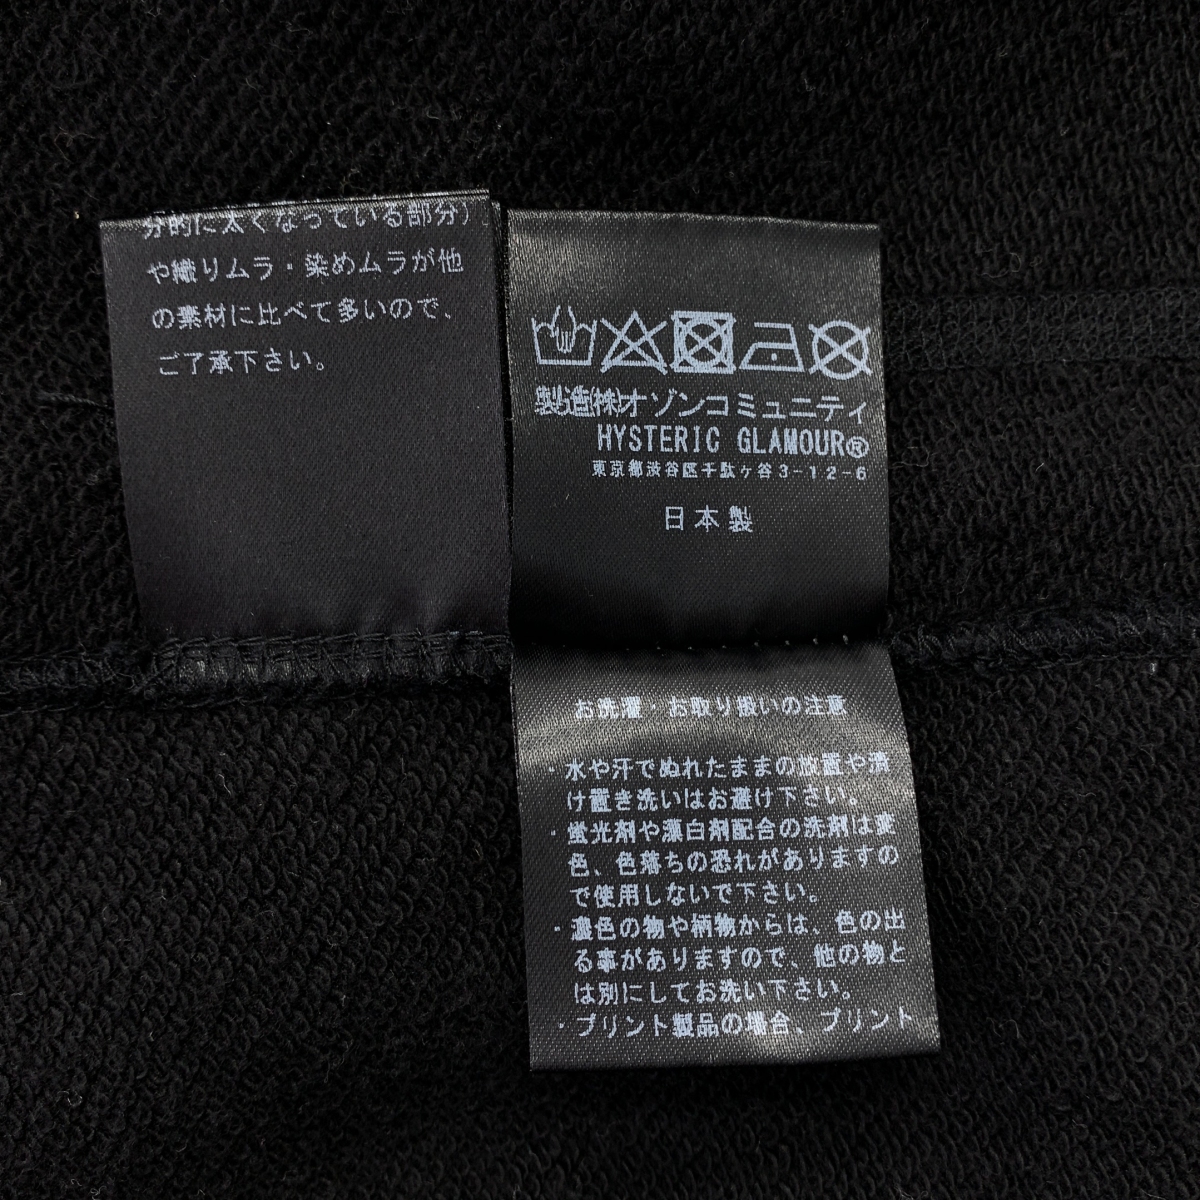 分的に太くなっている部分)
や織りムラ・染めムラが他
の素材に比べて多いので、
ご了承下さい。
製造(株)オゾンコミュニティ
HYSTERIC GLAMOUR®
東京都渋谷区千駄ヶ谷3-12-6
日本製
お洗濯・お取り扱いの注意
・水や汗でぬれたままの放置や漬
け置き洗いはお避け下さい。
・蛍光剤や漂白剤配合の洗剤は変
色、色落ちの恐れがありますの
で使用しないで下さい。
・濃色の物や柄物からは、色の出
る事がありますので、他の物と
は別にしてお洗い下さい。
・プリント製品の場合、プリント